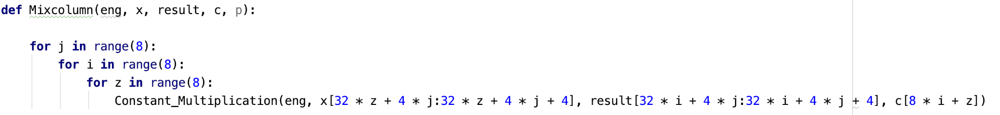 def Mixcolumn(eng, x, result, c, p):
    for j in range(8):
        for i in range(8):
            for z in range(8):
                Constant_Multiplication(eng, x[32 * z + 4 * j:32 * z + 4 * j + 4], result[32 * i + 4 * j:32 * i + 4 * j + 4], c[8 * i + z])